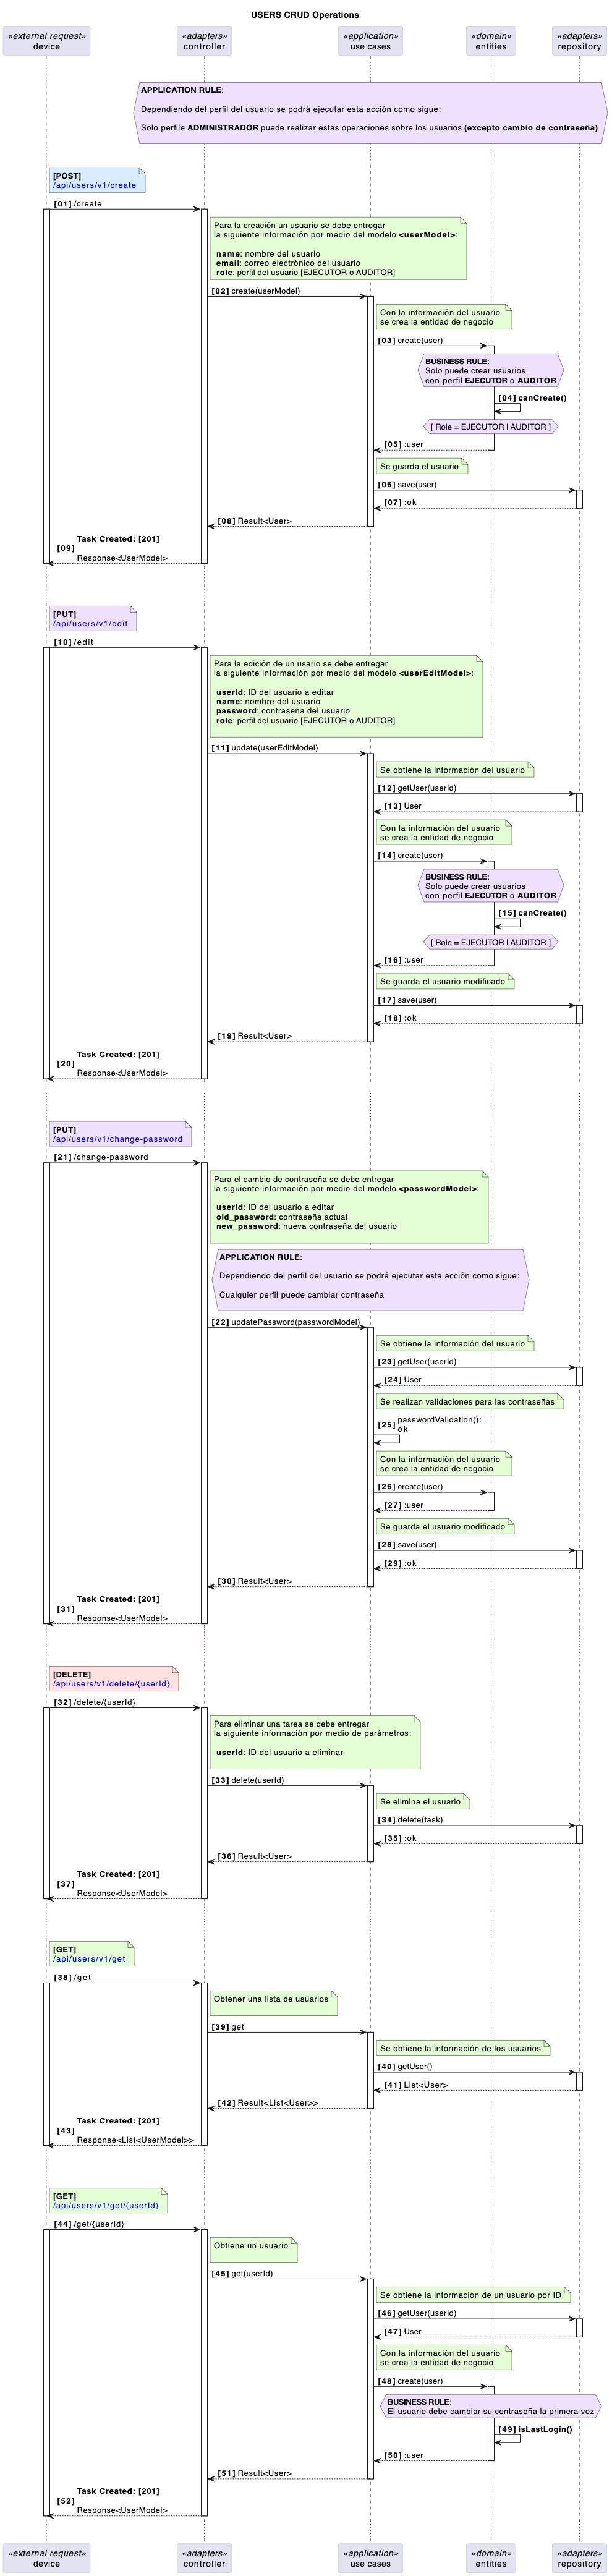 USERS CRUD Operations
«external request»
device
«adapters»
controller
«application»
use cases
«domain»
entities
«adapters»
repository
APPLICATION RULE:
Dependiendo del perfil del usuario se podrá ejecutar esta acción como sigue:
Solo perfile ADMINISTRADOR puede realizar estas operaciones sobre los usuarios (excepto cambio de contraseña)
[POST]
/api/users/v1/create
[01] /create
Para la creación un usuario se debe entregar
la siguiente información por medio del modelo <userModel>:
name: nombre del usuario
email: correo electrónico del usuario
role: perfil del usuario [EJECUTOR o AUDITOR]
[02] create(userModel)
Con la información del usuario
se crea la entidad de negocio
[03] create(user)
BUSINESS RULE:
Solo puede crear usuarios
con perfil EJECUTOR o AUDITOR
[04] canCreate()
[ Role = EJECUTOR | AUDITOR ]
[05] :user
Se guarda el usuario
[06] save(user)
[07] :ok
[08] Result<User>
Task Created: [201]
[09]
Response<UserModel>
[PUT]
/api/users/v1/edit
[10] /edit
Para la edición de un usario se debe entregar
la siguiente información por medio del modelo <userEditModel>:
userId: ID del usuario a editar
name: nombre del usuario
password: contraseña del usuario
role: perfil del usuario [EJECUTOR o AUDITOR]
[11] update(userEditModel)
Se obtiene la información del usuario
[12] getUser(userId)
[13] User
Con la información del usuario
se crea la entidad de negocio
[14] create(user)
BUSINESS RULE:
Solo puede crear usuarios
con perfil EJECUTOR o AUDITOR
[15] canCreate()
[ Role = EJECUTOR | AUDITOR ]
[16] :user
Se guarda el usuario modificado
[17] save(user)
[18] :ok
[19] Result<User>
Task Created: [201]
[20]
Response<UserModel>
[PUT]
/api/users/v1/change-password
[21] /change-password
Para el cambio de contraseña se debe entregar
la siguiente información por medio del modelo <passwordModel>:
userId: ID del usuario a editar
old_password: contraseña actual
new_password: nueva contraseña del usuario
APPLICATION RULE:
Dependiendo del perfil del usuario se podrá ejecutar esta acción como sigue:
Cualquier perfil puede cambiar contraseña
[22] updatePassword(passwordModel)
Se obtiene la información del usuario
[23] getUser(userId)
[24] User
Se realizan validaciones para las contraseñas
[25] passwordValidation():
ok
Con la información del usuario
se crea la entidad de negocio
[26] create(user)
[27] :user
Se guarda el usuario modificado
[28] save(user)
[29] :ok
[30] Result<User>
Task Created: [201]
[31]
Response<UserModel>
[DELETE]
/api/users/v1/delete/{userId}
[32] /delete/{userId}
Para eliminar una tarea se debe entregar
la siguiente información por medio de parámetros:
userId: ID del usuario a eliminar
[33] delete(userId)
Se elimina el usuario
[34] delete(task)
[35] :ok
[36] Result<User>
Task Created: [201]
[37]
Response<UserModel>
[GET]
/api/users/v1/get
[38] /get
Obtener una lista de usuarios
[39] get
Se obtiene la información de los usuarios
[40] getUser()
[41] List<User>
[42] Result<List<User>>
Task Created: [201]
[43]
Response<List<UserModel>>
[GET]
/api/users/v1/get/{userId}
[44] /get/{userId}
Obtiene un usuario
[45] get(userId)
Se obtiene la información de un usuario por ID
[46] getUser(userId)
[47] User
Con la información del usuario
se crea la entidad de negocio
[48] create(user)
BUSINESS RULE:
El usuario debe cambiar su contraseña la primera vez
[49] isLastLogin()
[50] :user
[51] Result<User>
Task Created: [201]
[52]
Response<UserModel>
«external request»
device
«adapters»
controller
«application»
use cases
«domain»
entities
«adapters»
repository